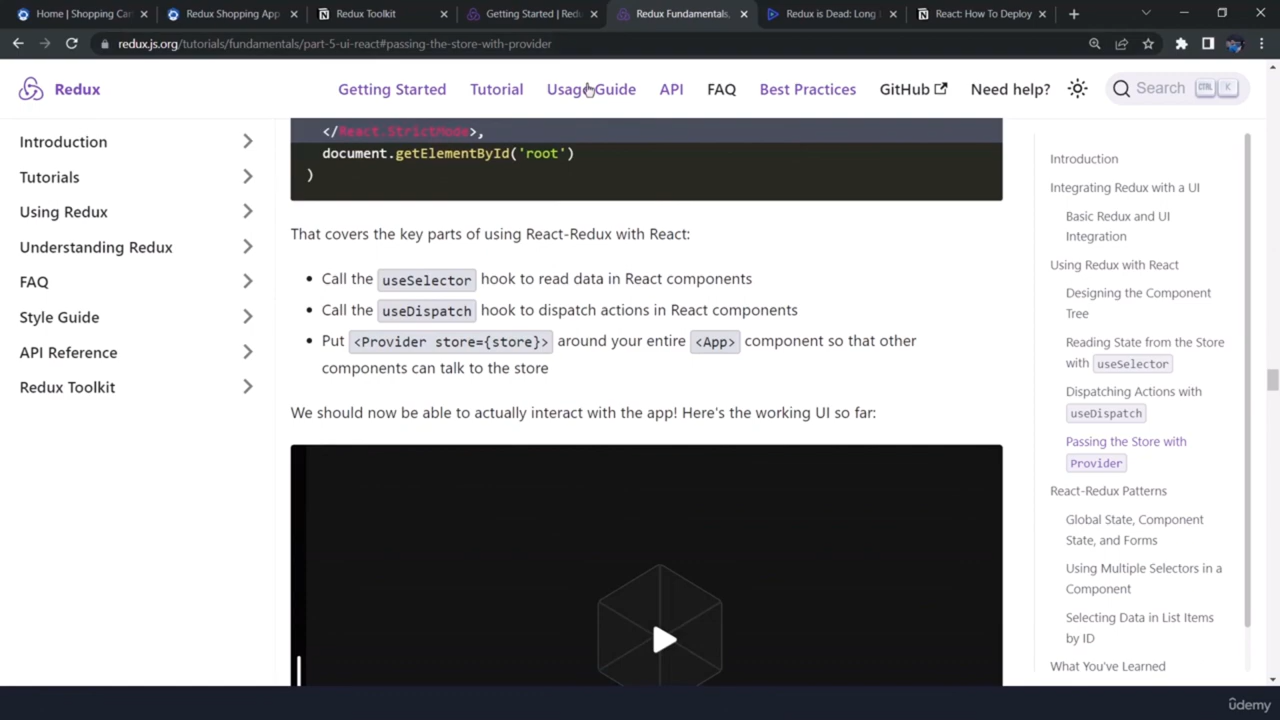 Home | Shopping Car
Redux Shopping App
Redux Toolkit
Getting Started | Redu
Redux Fundamentals,
Redux is Dead: Long L
React: How To Deploy
redux.js.org/tutorials/fundamentals/part-5-ui-react#passing-the-store-with-provider
Redux
Getting Started
Tutorial
Usage Guide
API
FAQ
Best Practices
GitHub
Need help?
Search
CTRL
K
Introduction
Tutorials
Using Redux
Understanding Redux
FAQ
Style Guide
API Reference
Redux Toolkit
</React.StrictMode>,
document.getElementById('root')
)
That covers the key parts of using React-Redux with React:
• Call the useSelector hook to read data in React components
• Call the useDispatch hook to dispatch actions in React components
• Put <Provider store={store}> around your entire <App> component so that other
components can talk to the store
We should now be able to actually interact with the app! Here's the working UI so far:
Introduction
Integrating Redux with a UI
Basic Redux and UI
Integration
Using Redux with React
Designing the Component
Tree
Reading State from the Store
with useSelector
Dispatching Actions with
useDispatch
Passing the Store with
Provider
React-Redux Patterns
Global State, Component
State, and Forms
Using Multiple Selectors in a
Component
Selecting Data in List Items
by ID
What You've Learned
ûdemy